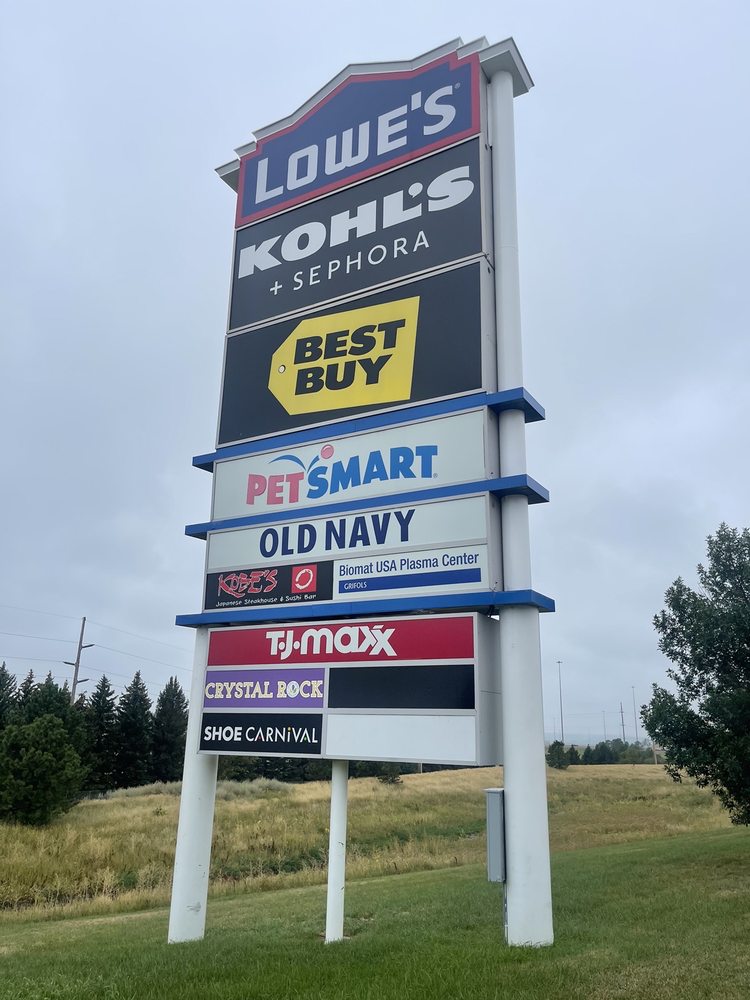 LOWE'S
KOHL'S
+ SEPHORA
BEST
BUY
PETSMART
OLD NAVY
KOBE'S
Japanese Steakhouse & Sushi Bar
Biomat USA Plasma Center
GRIFOLS
T.J.maxx
CRYSTAL ROCK
SHOE CARNiVAL